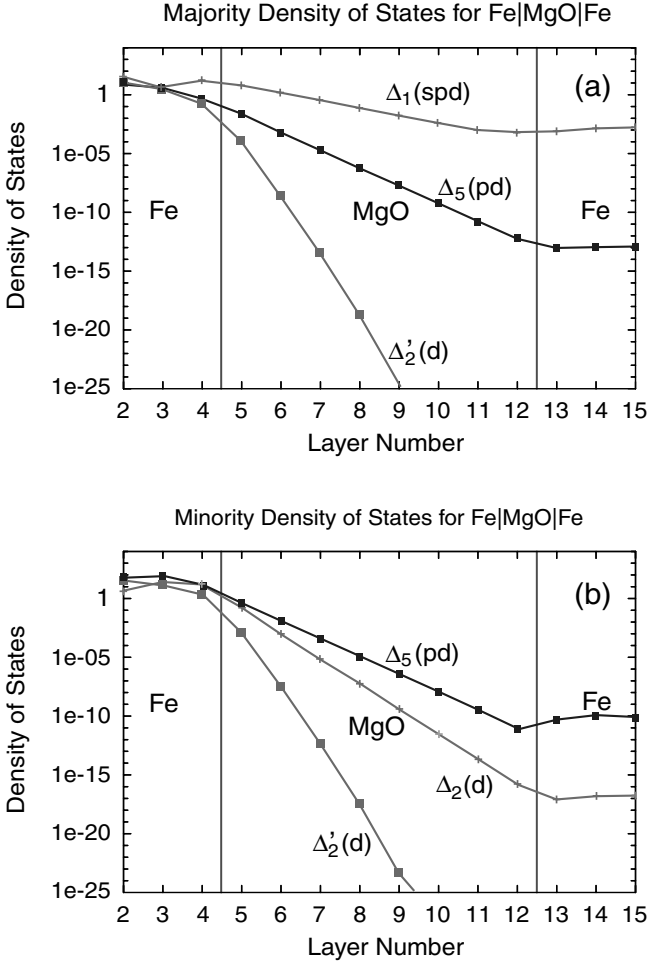 Majority Density of States for Fe|MgO|Fe
(a)
Δ1(spd)
Δ5(pd)
Fe
MgO
Fe
Δ2'(d)
Density of States
1
1e-05
1e-10
1e-15
1e-20
1e-25
2 3 4 5 6 7 8 9 10 11 12 13 14 15
Layer Number
Minority Density of States for Fe|MgO|Fe
(b)
Δ5(pd)
Fe
MgO
Fe
Δ2(d)
Δ2'(d)
Density of States
1
1e-05
1e-10
1e-15
1e-20
1e-25
2 3 4 5 6 7 8 9 10 11 12 13 14 15
Layer Number